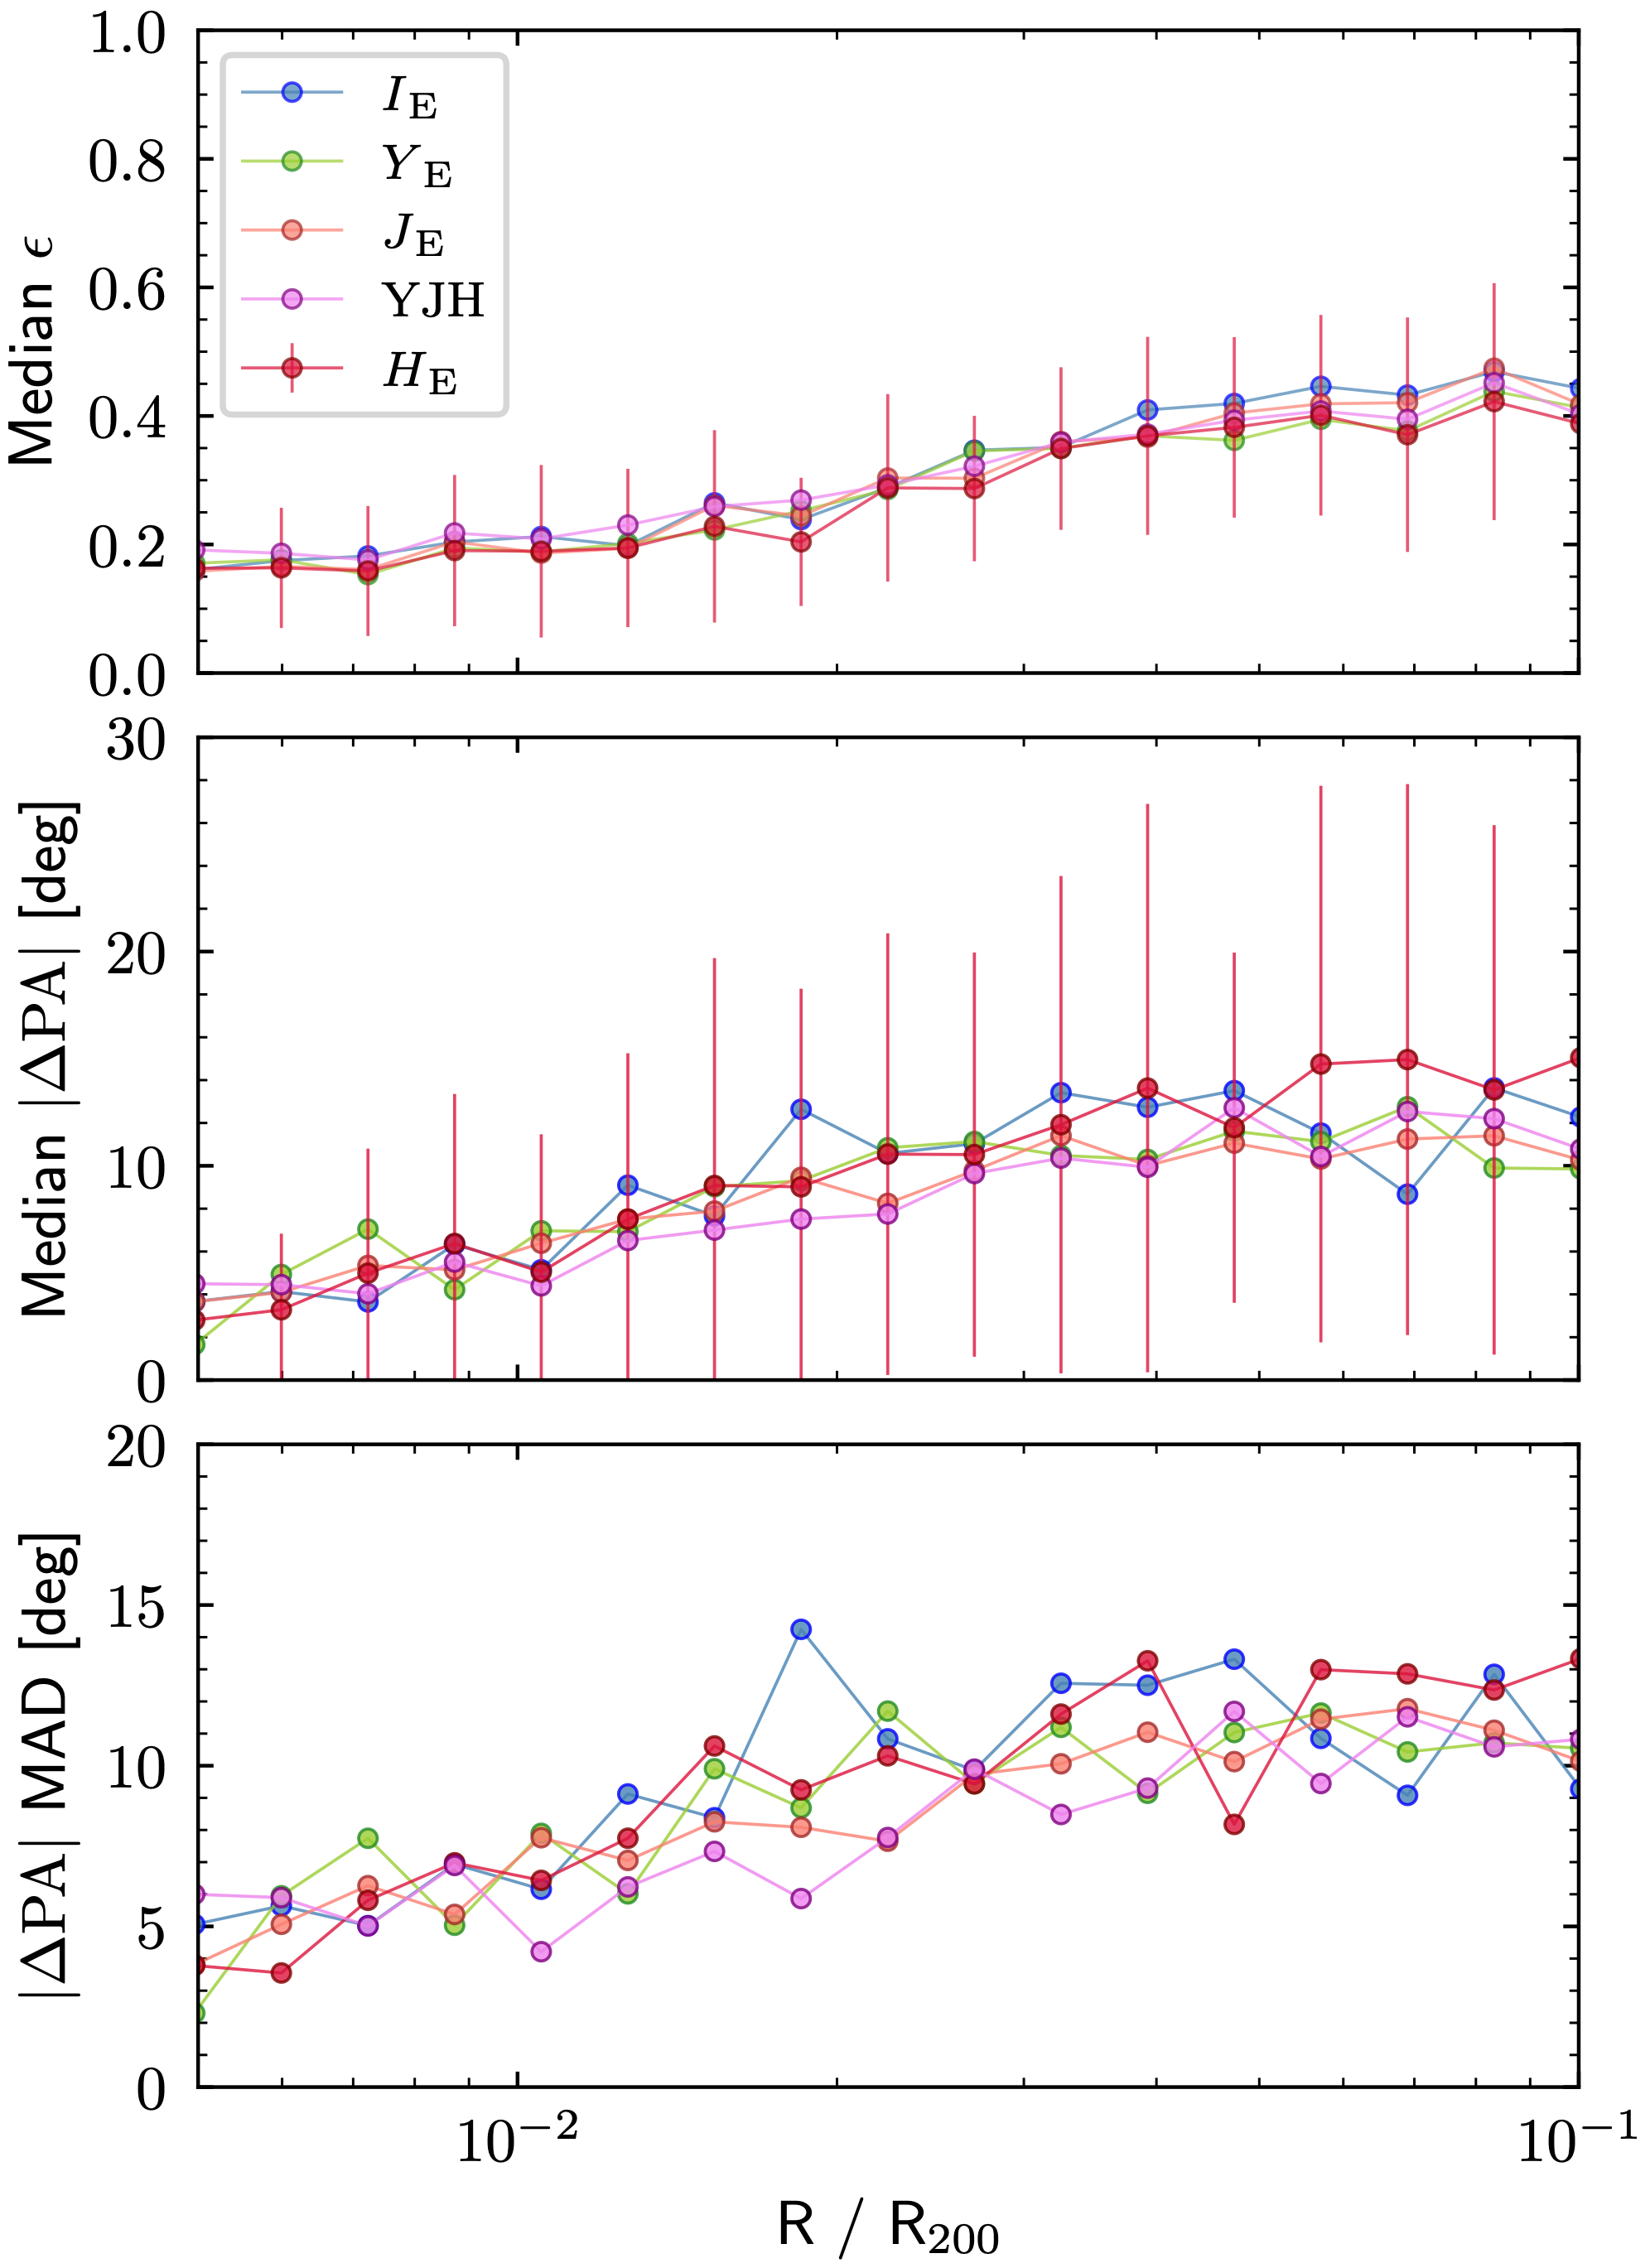 1.0
0.8
0.6
0.4
0.2
0.0
Median ϵ
I_E
Y_E
J_E
YJH
H_E
30
20
10
0
Median |ΔPA| [deg]
20
15
10
5
0
|ΔPA| MAD [deg]
10⁻²
10⁻¹
R / R₂₀₀